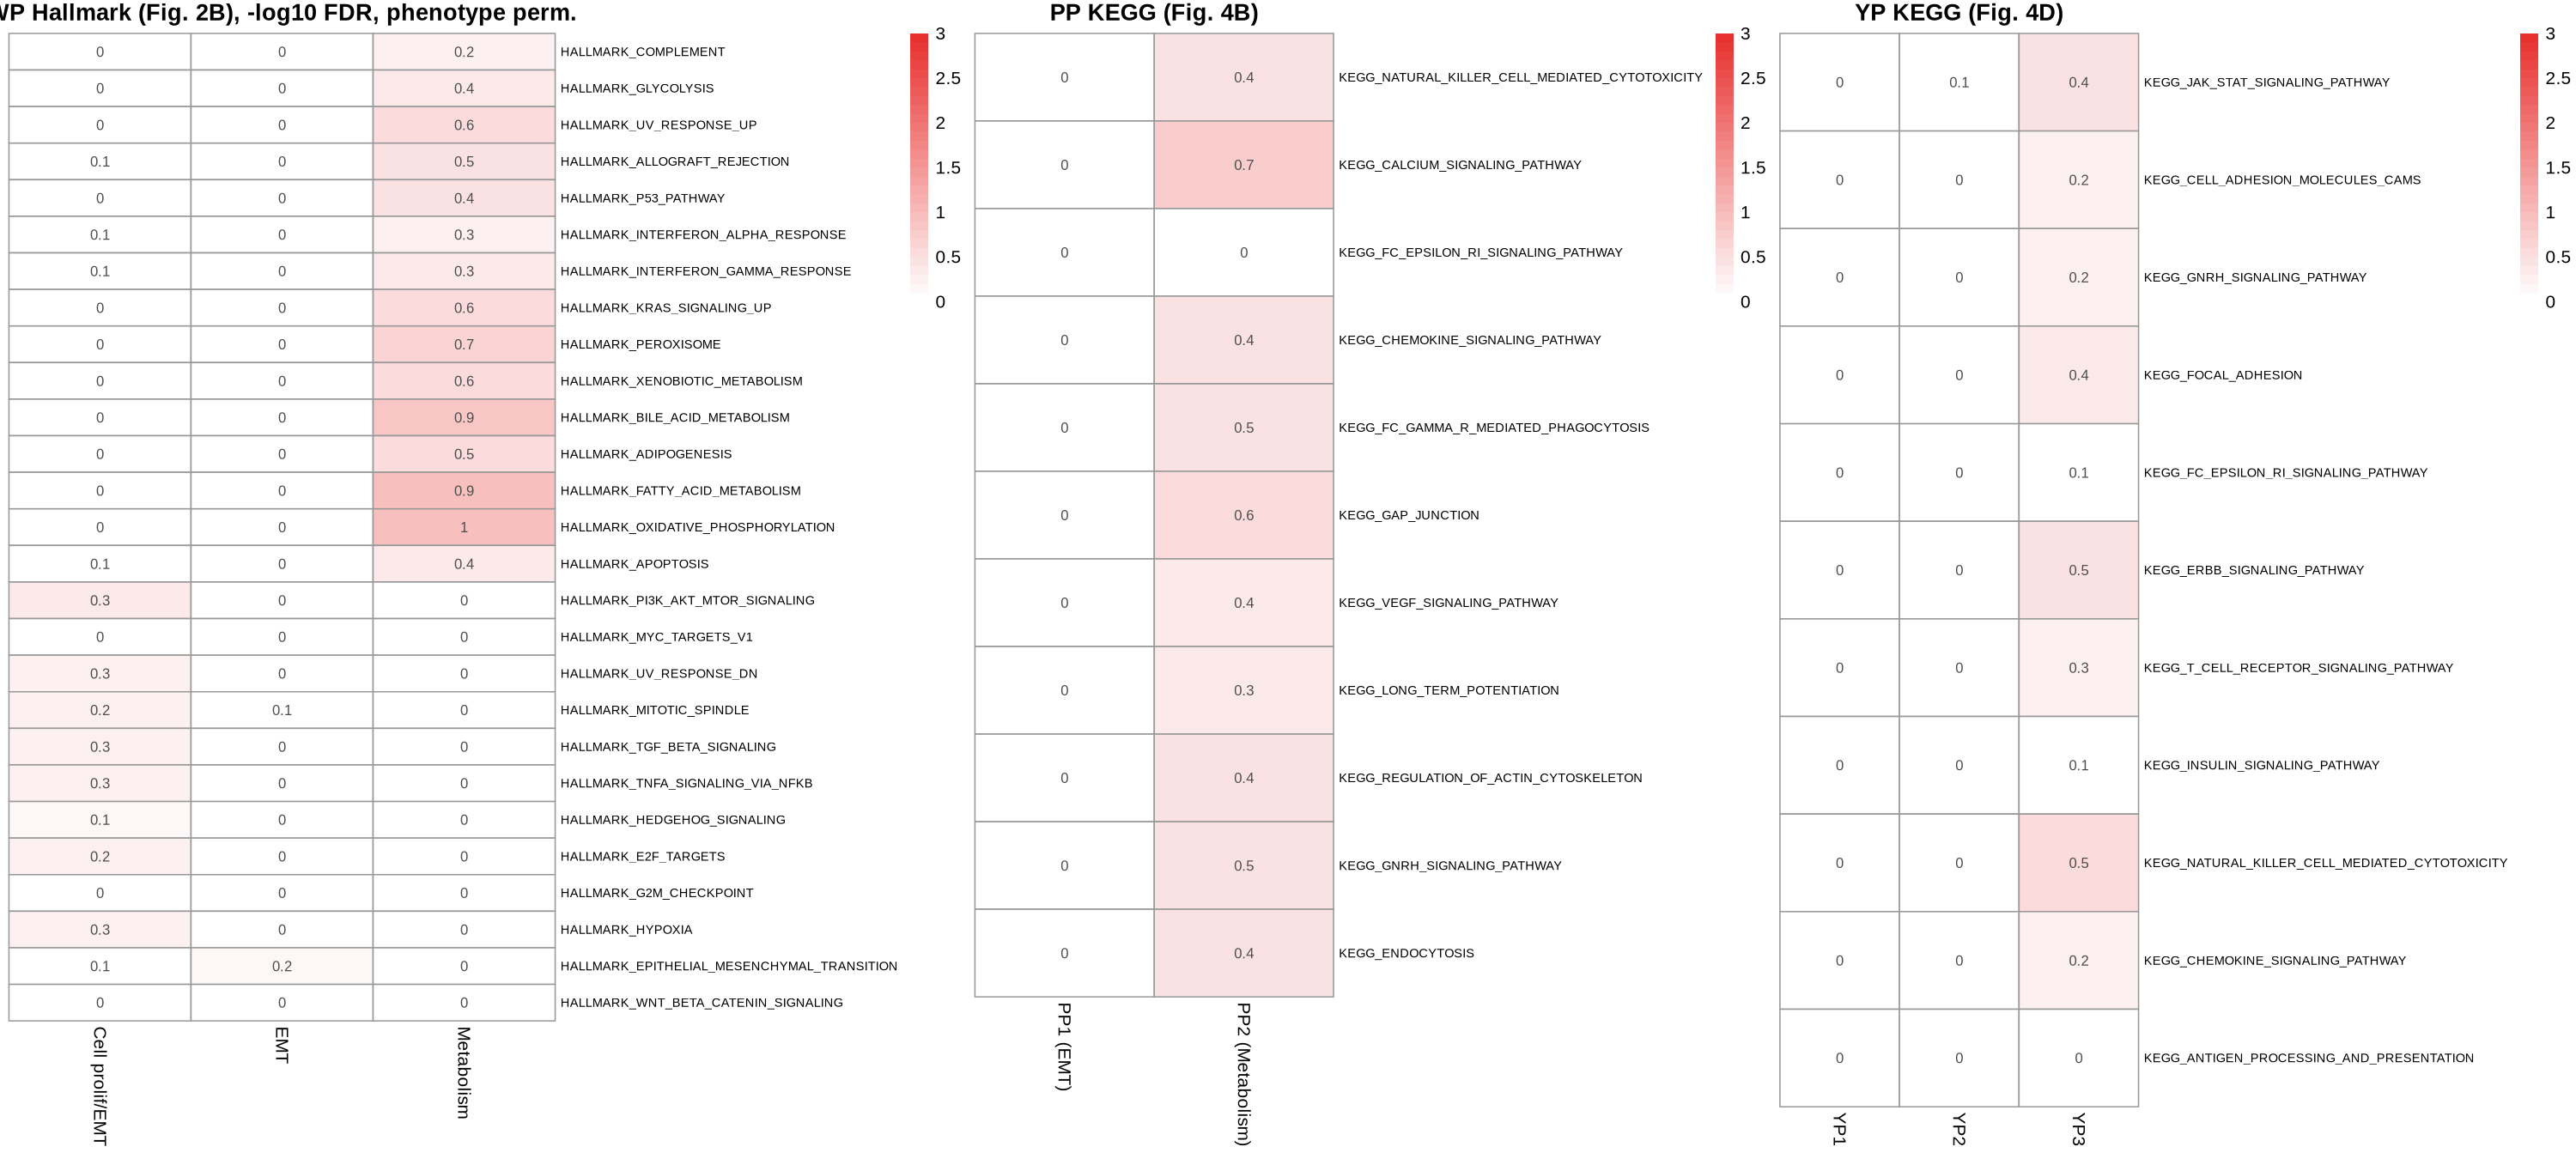 WP Hallmark (Fig. 2B), -log10 FDR, phenotype perm.
0 0 0.2 HALLMARK_COMPLEMENT
0 0 0.4 HALLMARK_GLYCOLYSIS
0 0 0.6 HALLMARK_UV_RESPONSE_UP
0.1 0 0.5 HALLMARK_ALLOGRAFT_REJECTION
0 0 0.4 HALLMARK_P53_PATHWAY
0.1 0 0.3 HALLMARK_INTERFERON_ALPHA_RESPONSE
0.1 0 0.3 HALLMARK_INTERFERON_GAMMA_RESPONSE
0 0 0.6 HALLMARK_KRAS_SIGNALING_UP
0 0 0.7 HALLMARK_PEROXISOME
0 0 0.6 HALLMARK_XENOBIOTIC_METABOLISM
0 0 0.9 HALLMARK_BILE_ACID_METABOLISM
0 0 0.5 HALLMARK_ADIPOGENESIS
0 0 0.9 HALLMARK_FATTY_ACID_METABOLISM
0 0 1 HALLMARK_OXIDATIVE_PHOSPHORYLATION
0.1 0 0.4 HALLMARK_APOPTOSIS
0.3 0 0 HALLMARK_PI3K_AKT_MTOR_SIGNALING
0 0 0 HALLMARK_MYC_TARGETS_V1
0.3 0 0 HALLMARK_UV_RESPONSE_DN
0.2 0.1 0 HALLMARK_MITOTIC_SPINDLE
0.3 0 0 HALLMARK_TGF_BETA_SIGNALING
0.3 0 0 HALLMARK_TNFA_SIGNALING_VIA_NFKB
0.1 0 0 HALLMARK_HEDGEHOG_SIGNALING
0.2 0 0 HALLMARK_E2F_TARGETS
0 0 0 HALLMARK_G2M_CHECKPOINT
0.3 0 0 HALLMARK_HYPOXIA
0.1 0.2 0 HALLMARK_EPITHELIAL_MESENCHYMAL_TRANSITION
0 0 0 HALLMARK_WNT_BETA_CATENIN_SIGNALING
Cell prolif/EMT
EMT
Metabolism
3
2.5
2
1.5
1
0.5
0
PP KEGG (Fig. 4B)
0 0.4 KEGG_NATURAL_KILLER_CELL_MEDIATED_CYTOTOXICITY
0 0.7 KEGG_CALCIUM_SIGNALING_PATHWAY
0 0 KEGG_FC_EPSILON_RI_SIGNALING_PATHWAY
0 0.4 KEGG_CHEMOKINE_SIGNALING_PATHWAY
0 0.5 KEGG_FC_GAMMA_R_MEDIATED_PHAGOCYTOSIS
0 0.6 KEGG_GAP_JUNCTION
0 0.4 KEGG_VEGF_SIGNALING_PATHWAY
0 0.3 KEGG_LONG_TERM_POTENTIATION
0 0.4 KEGG_REGULATION_OF_ACTIN_CYTOSKELETON
0 0.5 KEGG_GNRH_SIGNALING_PATHWAY
0 0.4 KEGG_ENDOCYTOSIS
PP1 (EMT)
PP2 (Metabolism)
3
2.5
2
1.5
1
0.5
0
YP KEGG (Fig. 4D)
0 0.1 0.4 KEGG_JAK_STAT_SIGNALING_PATHWAY
0 0 0.2 KEGG_CELL_ADHESION_MOLECULES_CAMS
0 0 0.2 KEGG_GNRH_SIGNALING_PATHWAY
0 0 0.4 KEGG_FOCAL_ADHESION
0 0 0.1 KEGG_FC_EPSILON_RI_SIGNALING_PATHWAY
0 0 0.5 KEGG_ERBB_SIGNALING_PATHWAY
0 0 0.3 KEGG_T_CELL_RECEPTOR_SIGNALING_PATHWAY
0 0 0.1 KEGG_INSULIN_SIGNALING_PATHWAY
0 0 0.5 KEGG_NATURAL_KILLER_CELL_MEDIATED_CYTOTOXICITY
0 0 0.2 KEGG_CHEMOKINE_SIGNALING_PATHWAY
0 0 0 KEGG_ANTIGEN_PROCESSING_AND_PRESENTATION
YP1
YP2
YP3
3
2.5
2
1.5
1
0.5
0